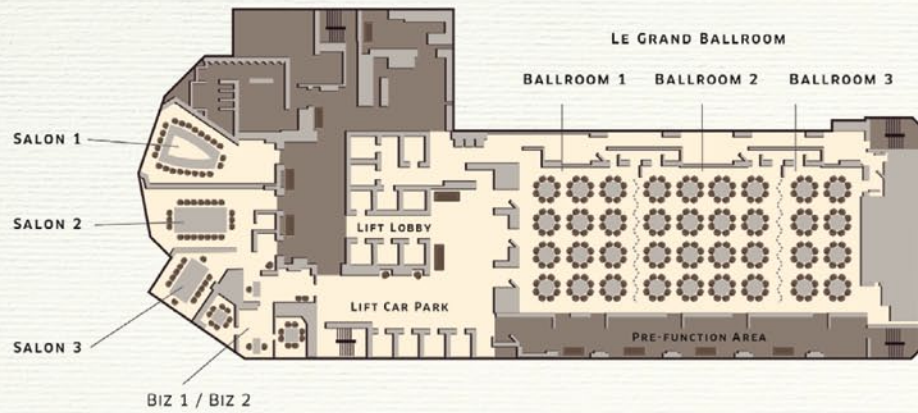 LE GRAND BALLROOM
BALLROOM 1 BALLROOM 2 BALLROOM 3
SALON 1
SALON 2
LIFT LOBBY
LIFT CAR PARK
SALON 3
PRE-FUNCTION AREA
BIZ 1 / BIZ 2